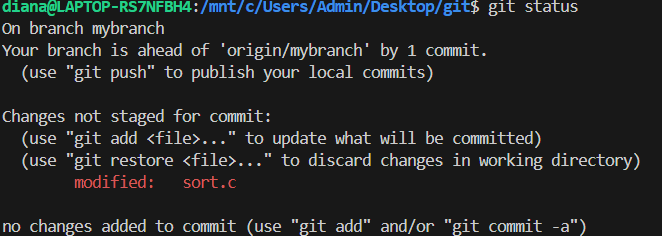 diana@LAPTOP-RS7NFBH4:/mnt/c/Users/Admin/Desktop/git$ git status
On branch mybranch
Your branch is ahead of 'origin/mybranch' by 1 commit.
  (use "git push" to publish your local commits)

Changes not staged for commit:
  (use "git add <file>..." to update what will be committed)
  (use "git restore <file>..." to discard changes in working directory)
        modified:   sort.c

no changes added to commit (use "git add" and/or "git commit -a")